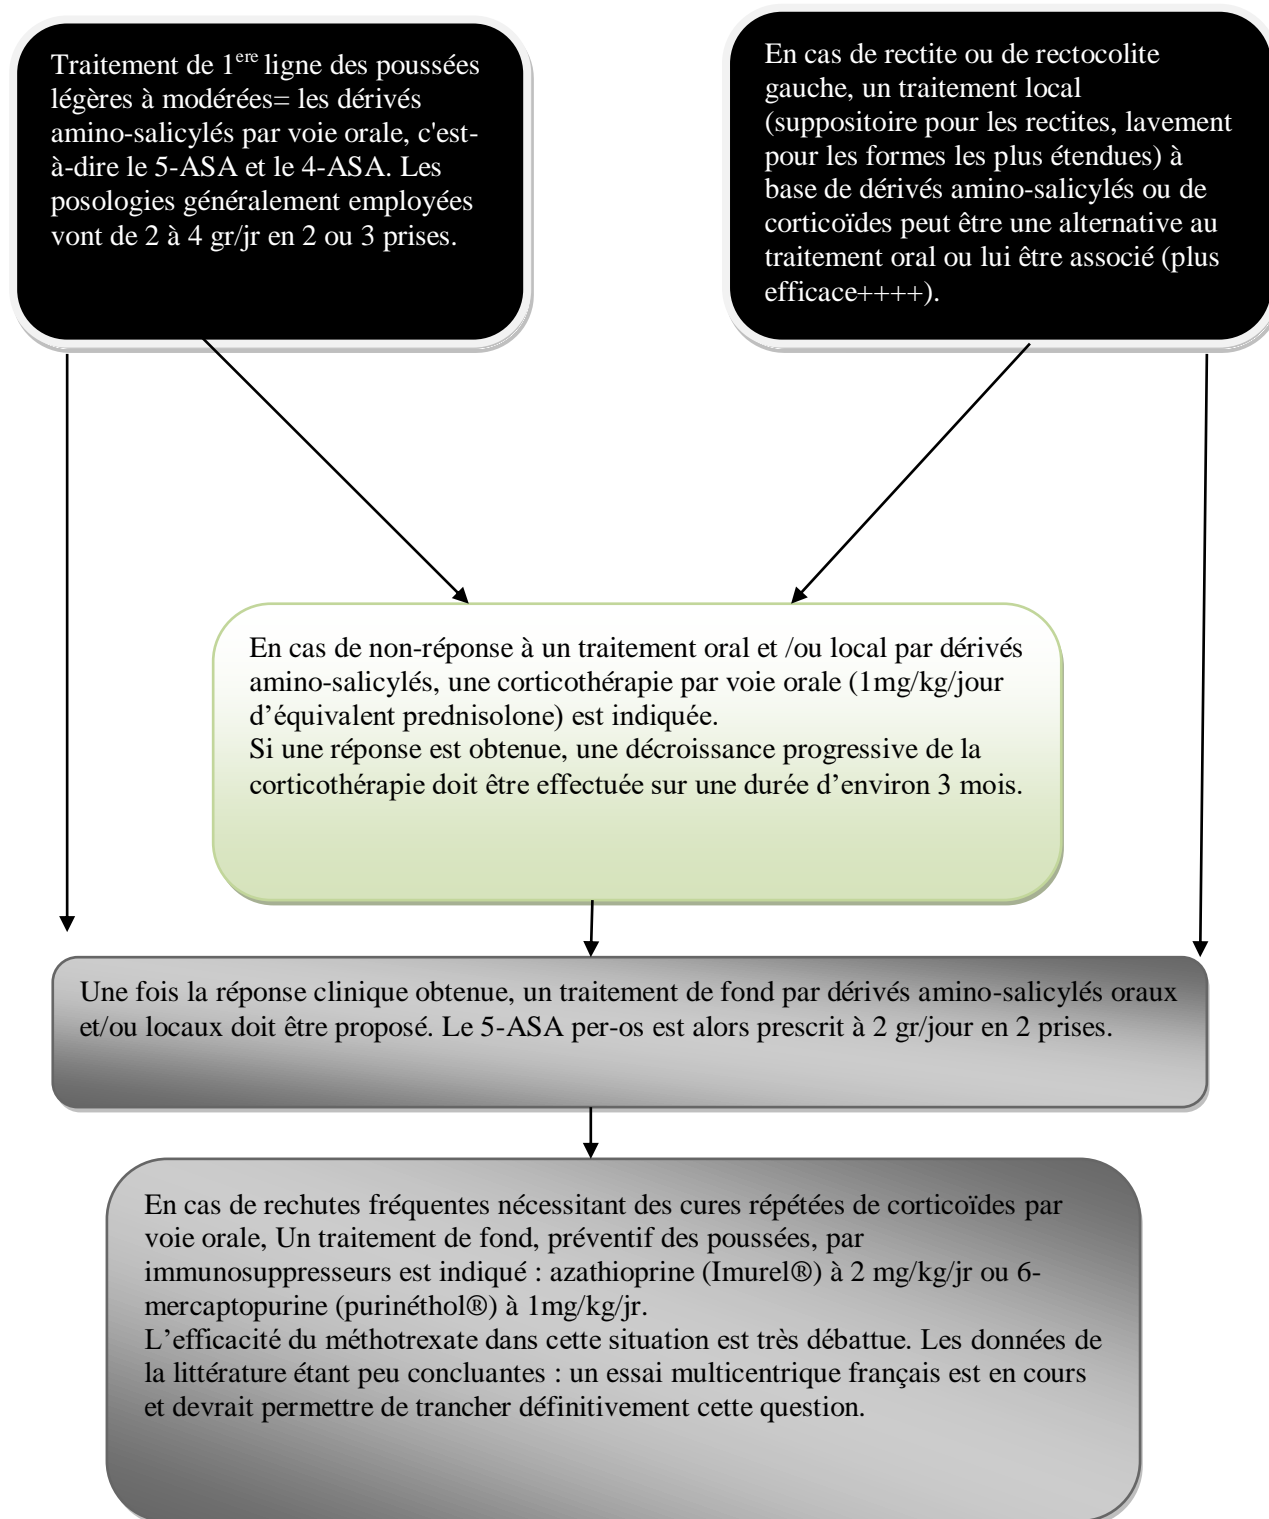 Traitement de 1ere ligne des poussées
légères à modérées= les dérivés
amino-salicylés par voie orale, c'est-
à-dire le 5-ASA et le 4-ASA. Les
posologies généralement employées
vont de 2 à 4 gr/jr en 2 ou 3 prises.
En cas de rectite ou de rectocolite
gauche, un traitement local
(suppositoire pour les rectites, lavement
pour les formes les plus étendues) à
base de dérivés amino-salicylés ou de
corticoïdes peut être une alternative au
traitement oral ou lui être associé (plus
efficace++++).
En cas de non-réponse à un traitement oral et /ou local par dérivés
amino-salicylés, une corticothérapie par voie orale (1mg/kg/jour
d’équivalent prednisolone) est indiquée.
Si une réponse est obtenue, une décroissance progressive de la
corticothérapie doit être effectuée sur une durée d’environ 3 mois.
Une fois la réponse clinique obtenue, un traitement de fond par dérivés amino-salicylés oraux
et/ou locaux doit être proposé. Le 5-ASA per-os est alors prescrit à 2 gr/jour en 2 prises.
En cas de rechutes fréquentes nécessitant des cures répétées de corticoïdes par
voie orale, Un traitement de fond, préventif des poussées, par
immunosuppresseurs est indiqué : azathioprine (Imurel®) à 2 mg/kg/jr ou 6-
mercaptopurine (purinéthol®) à 1mg/kg/jr.
L’efficacité du méthotrexate dans cette situation est très débattue. Les données de
la littérature étant peu concluantes : un essai multicentrique français est en cours
et devrait permettre de trancher définitivement cette question.